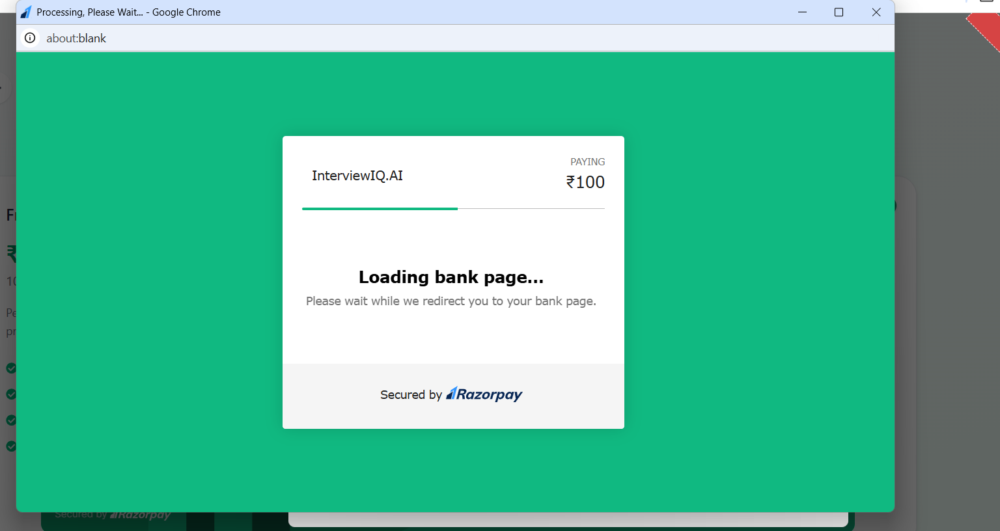 Processing, Please Wait... - Google Chrome
about:blank
InterviewIQ.AI
PAYING
₹100
Loading bank page...
Please wait while we redirect you to your bank page.
Secured by Razorpay
₹
Secured by Razorpay